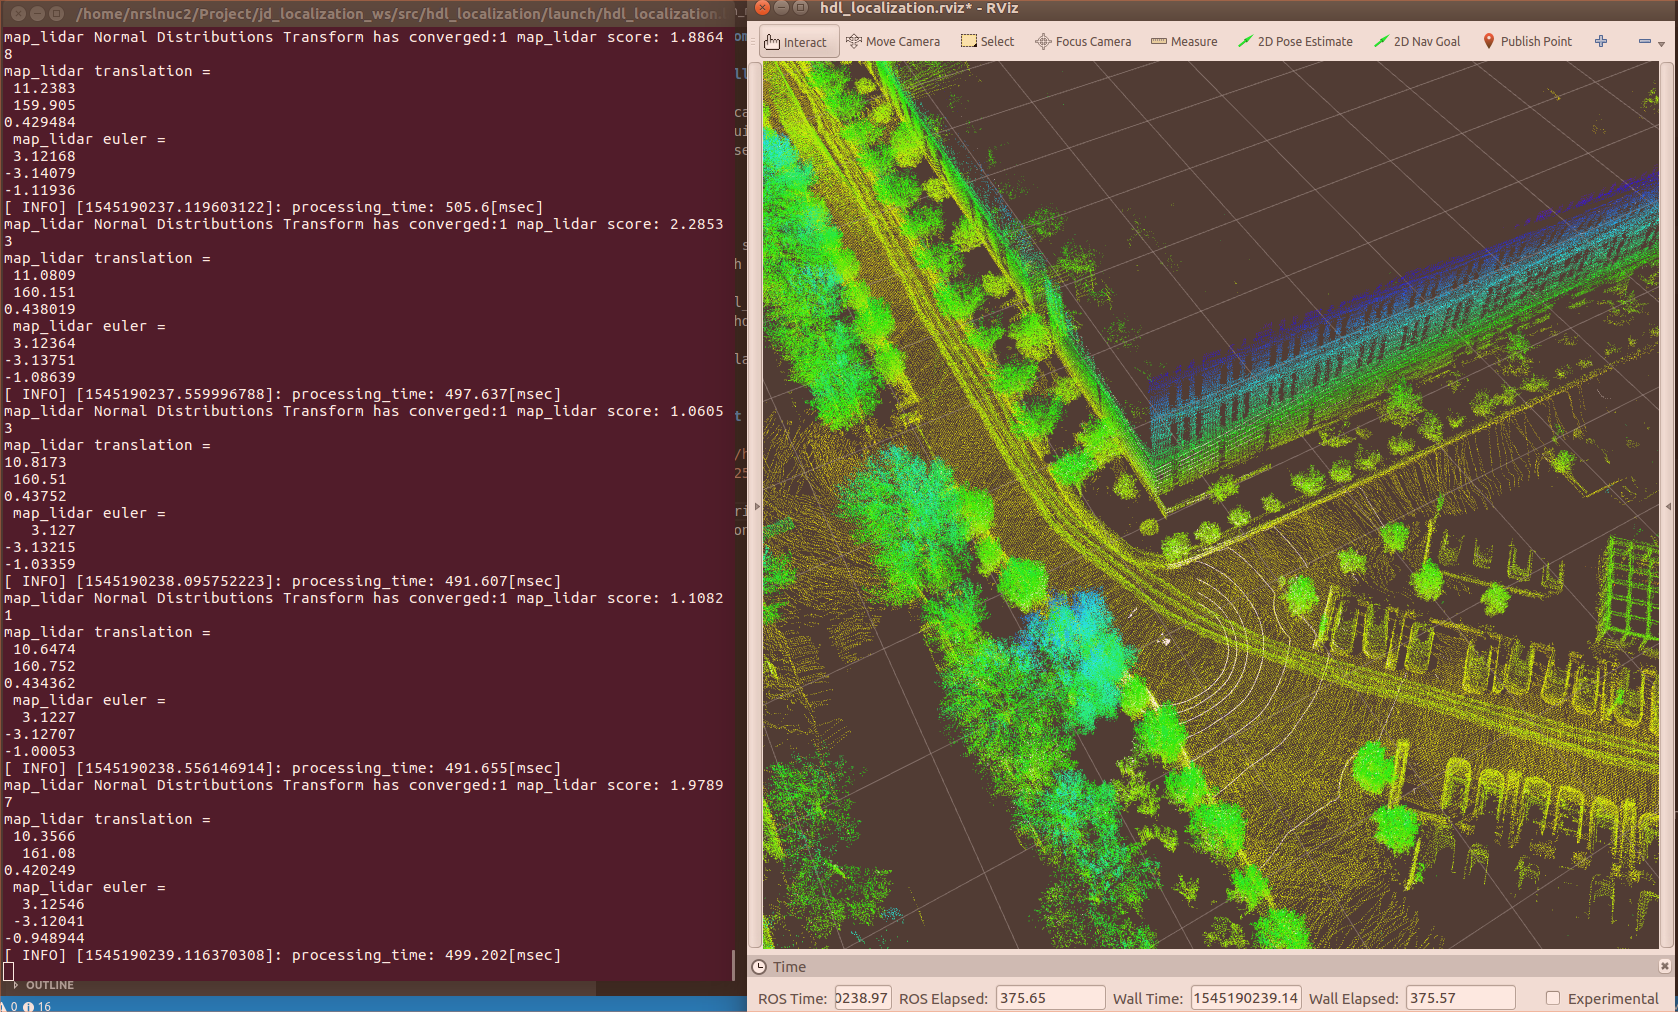 /home/nrslnuc2/Project/jd_localization_ws/src/hdl_localization/launch/hdl_localization.
map_lidar Normal Distributions Transform has converged:1 map_lidar score: 1.8864
8
map_lidar translation =
11.2383
159.905
0.429484
map_lidar euler =
3.12168
-3.14079
-1.11936
[ INFO] [1545190237.119603122]: processing_time: 505.6[msec]
map_lidar Normal Distributions Transform has converged:1 map_lidar score: 2.2853
3
map_lidar translation =
11.0809
160.151
0.438019
map_lidar euler =
3.12364
-3.13751
-1.08639
[ INFO] [1545190237.559996788]: processing_time: 497.637[msec]
map_lidar Normal Distributions Transform has converged:1 map_lidar score: 1.0605
3
map_lidar translation =
10.8173
160.51
0.43752
map_lidar euler =
3.127
-3.13215
-1.03359
[ INFO] [1545190238.095752223]: processing_time: 491.607[msec]
map_lidar Normal Distributions Transform has converged:1 map_lidar score: 1.1082
1
map_lidar translation =
10.6474
160.752
0.434362
map_lidar euler =
3.1227
-3.12707
-1.00053
[ INFO] [1545190238.556146914]: processing_time: 491.655[msec]
map_lidar Normal Distributions Transform has converged:1 map_lidar score: 1.9789
7
map_lidar translation =
10.3566
161.08
0.420249
map_lidar euler =
3.12546
-3.12041
-0.948944
[ INFO] [1545190239.116370308]: processing_time: 499.202[msec]
OUTLINE
0 16
hdl_localization.rviz* - RViz
Interact Move Camera Select Focus Camera Measure 2D Pose Estimate 2D Nav Goal Publish Point
Time
ROS Time: 0238.97 ROS Elapsed: 375.65 Wall Time: 1545190239.14 Wall Elapsed: 375.57 Experimental